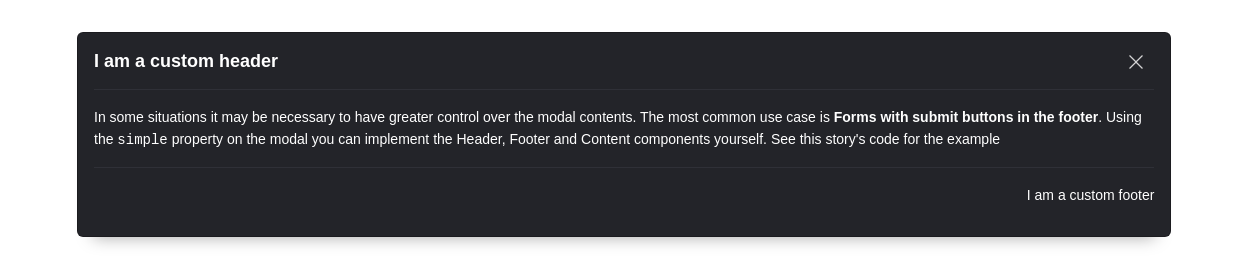 I am a custom header
In some situations it may be necessary to have greater control over the modal contents. The most common use case is Forms with submit buttons in the footer. Using
the simple property on the modal you can implement the Header, Footer and Content components yourself. See this story's code for the example
I am a custom footer